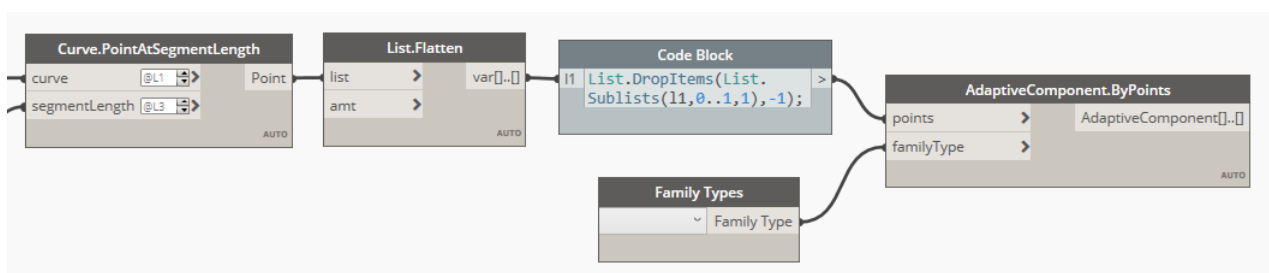 Curve.PointAtSegmentLength
curve @L1 > Point
segmentLength @L3 >
AUTO
List.Flatten
list > var[]..[]
amt >
AUTO
Code Block
l1 List.DropItems(List. >
Sublists(l1,0..1,1),-1);
AdaptiveComponent.ByPoints
points > AdaptiveComponent[]..[]
familyType >
AUTO
Family Types
Family Type